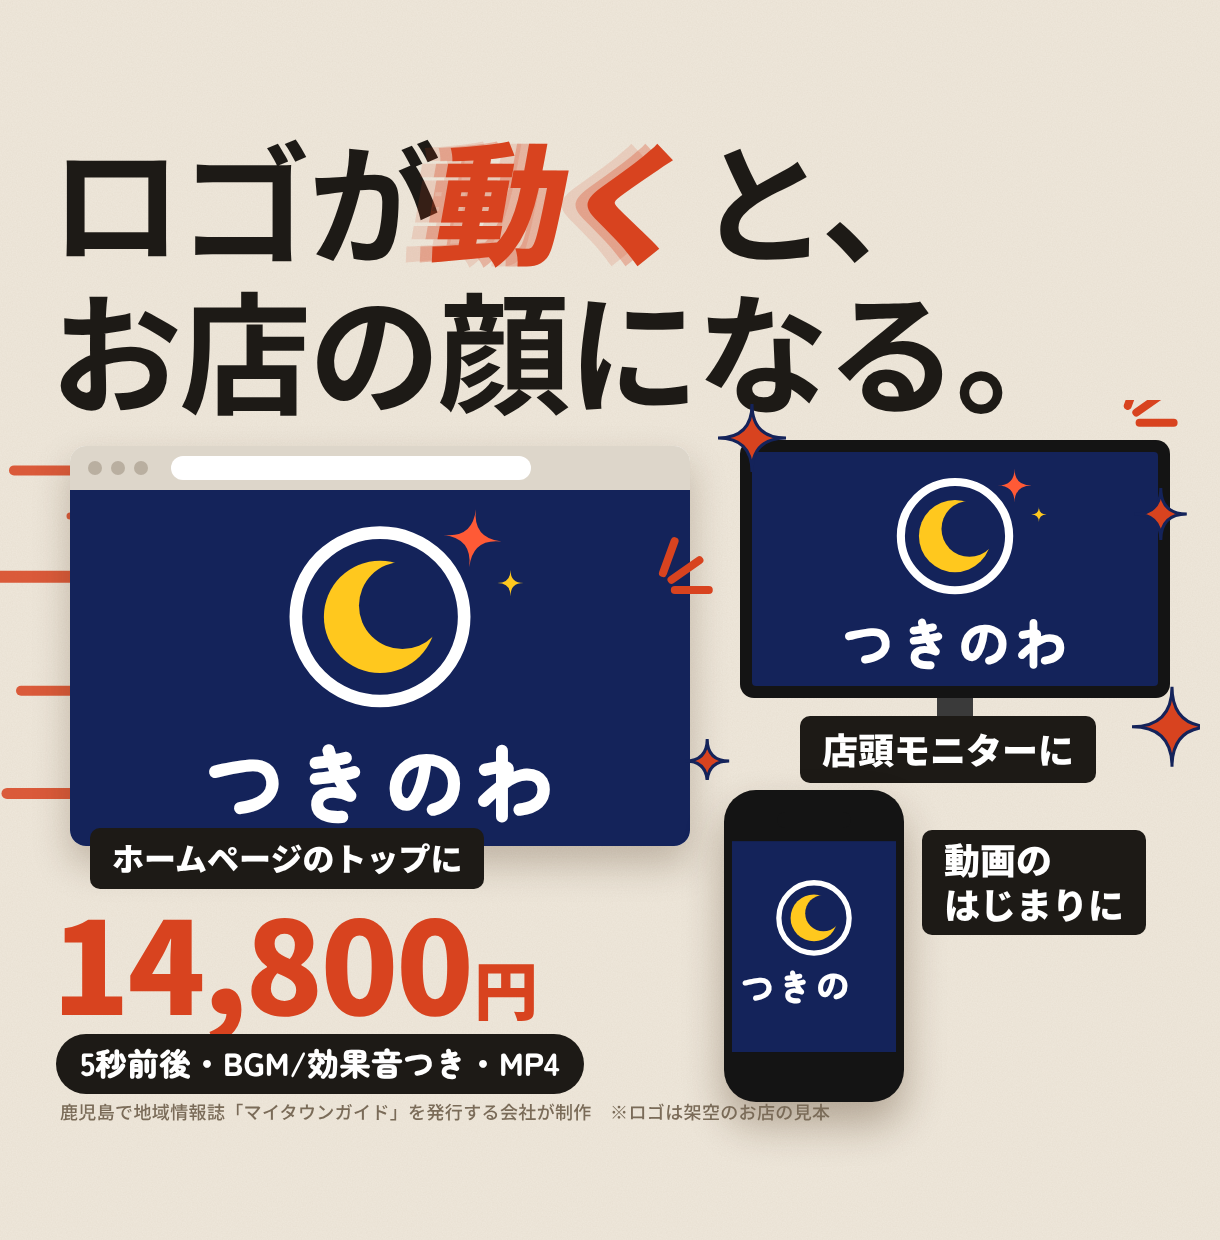 ロゴが動くと、
お店の顔になる。
つきのわ
ホームページのトップに
つきのわ
店頭モニターに
つきの
動画の
はじまりに
14,800円
5秒前後・BGM/効果音つき・MP4
鹿児島で地域情報誌「マイタウンガイド」を発行する会社が制作　※ロゴは架空のお店の見本